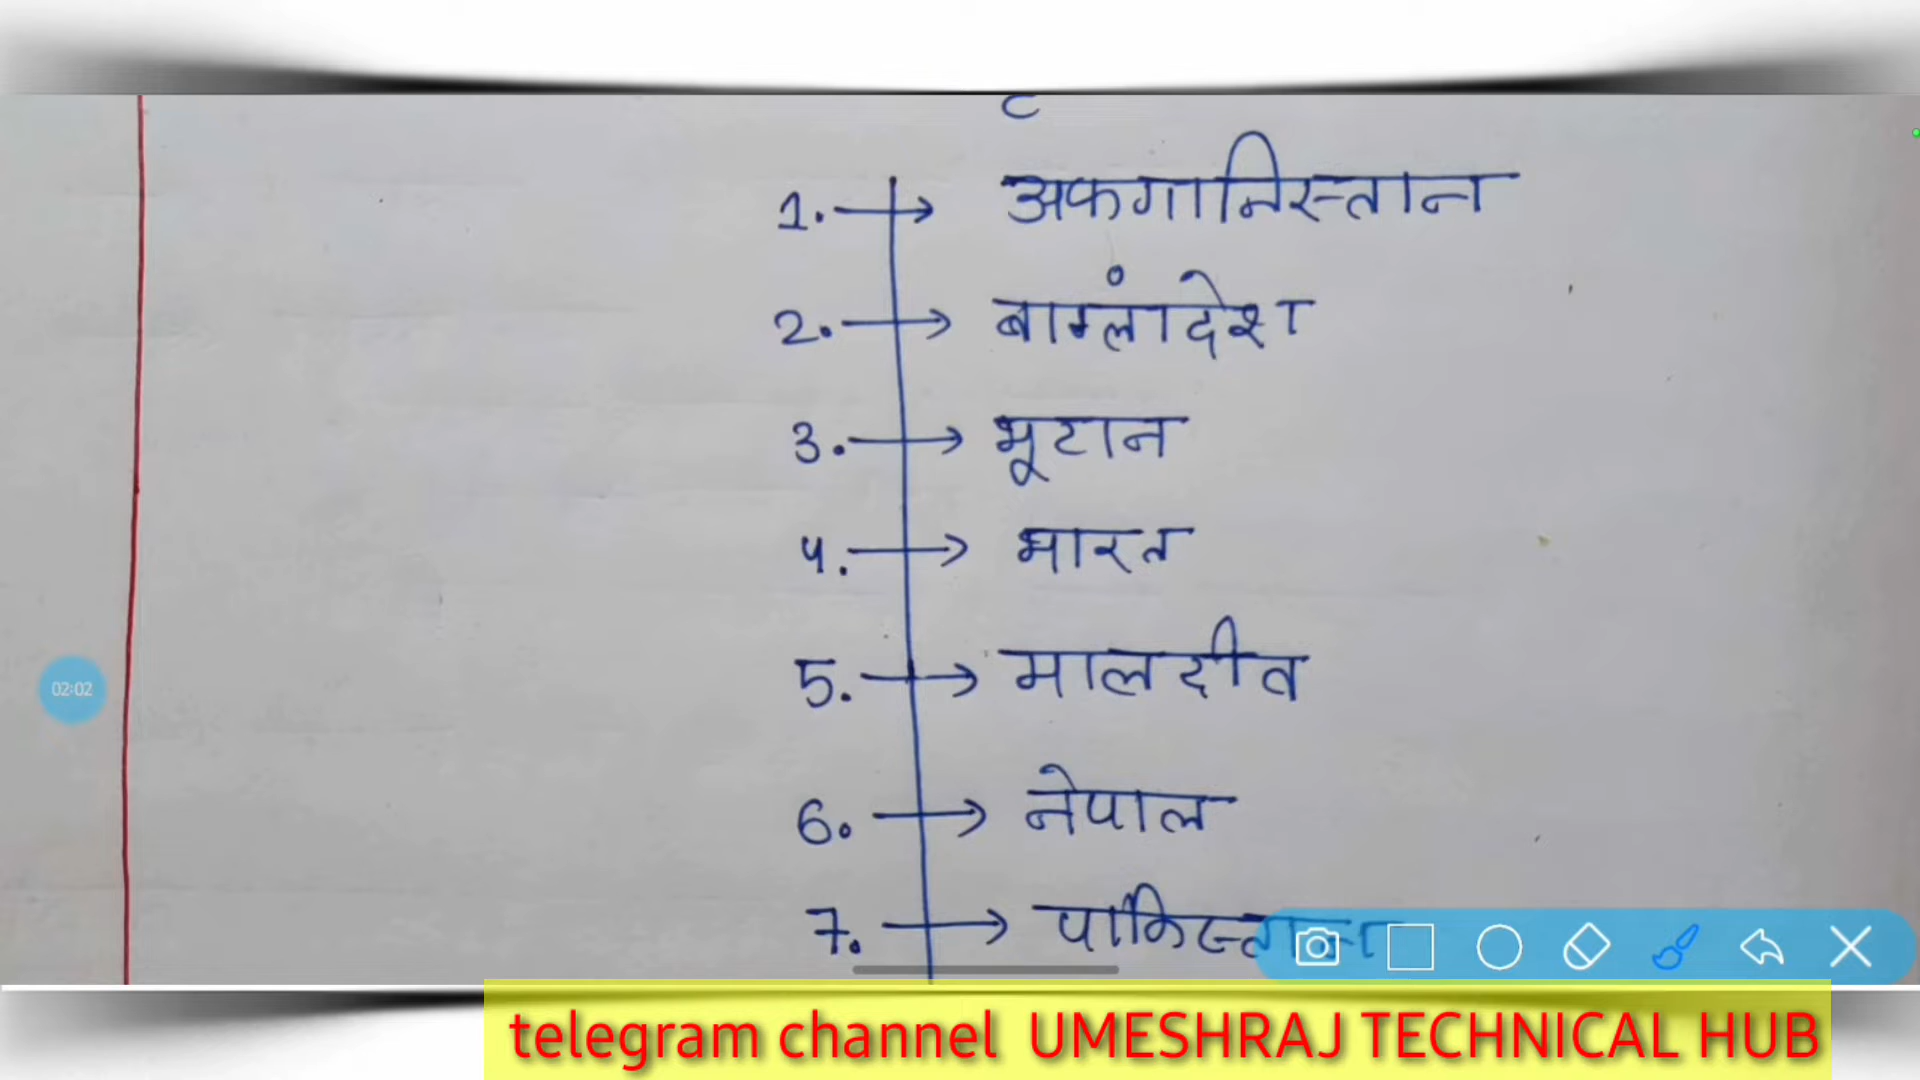 1. → अफगानिस्तान
2. → बाग्लांदेश
3. → भूटान
4. → भारत
5. → मालदीव
6. → नेपाल
7. → पाकिस्तान
02:02
telegram channel UMESHRAJ TECHNICAL HUB